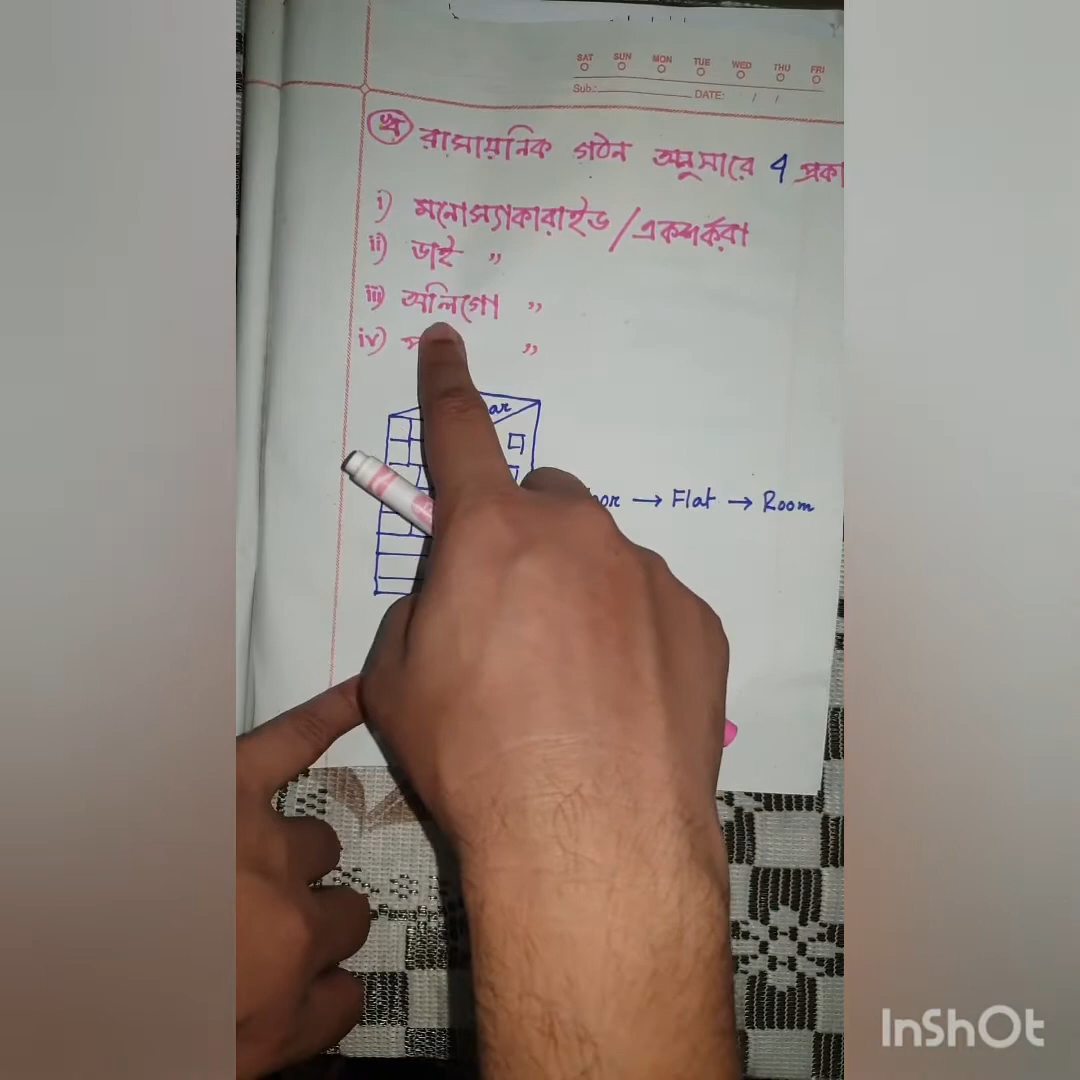 SAT SUN MON TUE WED THU FRI
Sub.: DATE: / /
খ রাসায়নিক গঠন অনুসারে 4 প্রকা
i) মনোস্যাকারাইড / একশর্করা
ii) ডাই "
iii) অলিগো "
iv) "
→ Flat → Room
InShOt